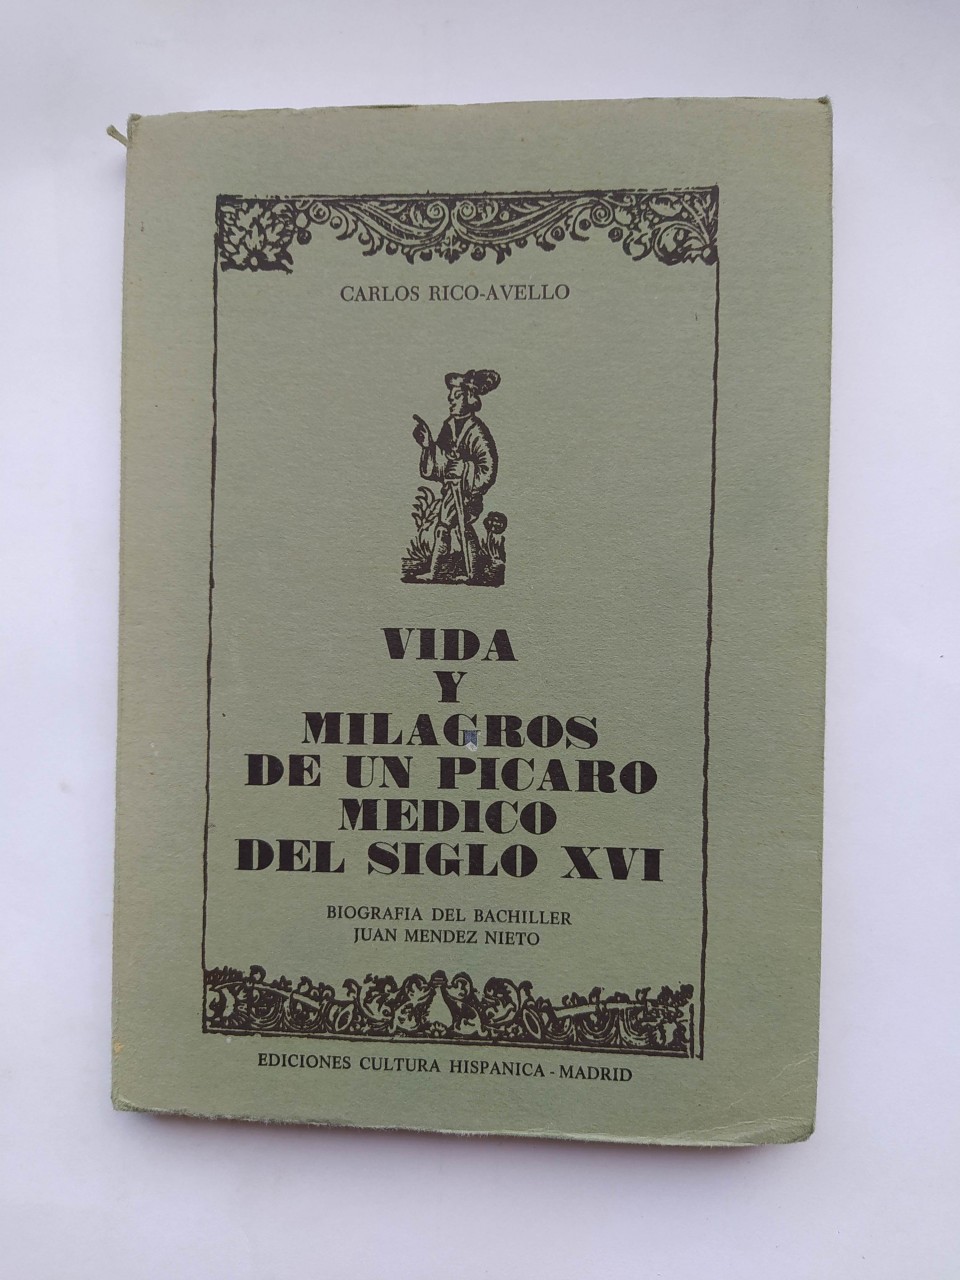 CARLOS RICO-AVELLO
VIDA
Y
MILAGROS
DE UN PICARO
MEDICO
DEL SIGLO XVI
BIOGRAFIA DEL BACHILLER
JUAN MENDEZ NIETO
EDICIONES CULTURA HISPANICA - MADRID